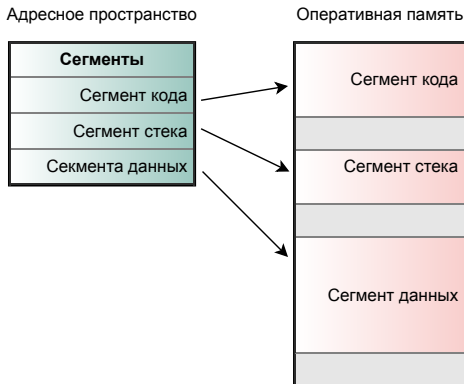 Адресное пространство
Оперативная память
Сегменты
Сегмент кода
Сегмент стека
Секмента данных
Сегмент кода
Сегмент стека
Сегмент данных